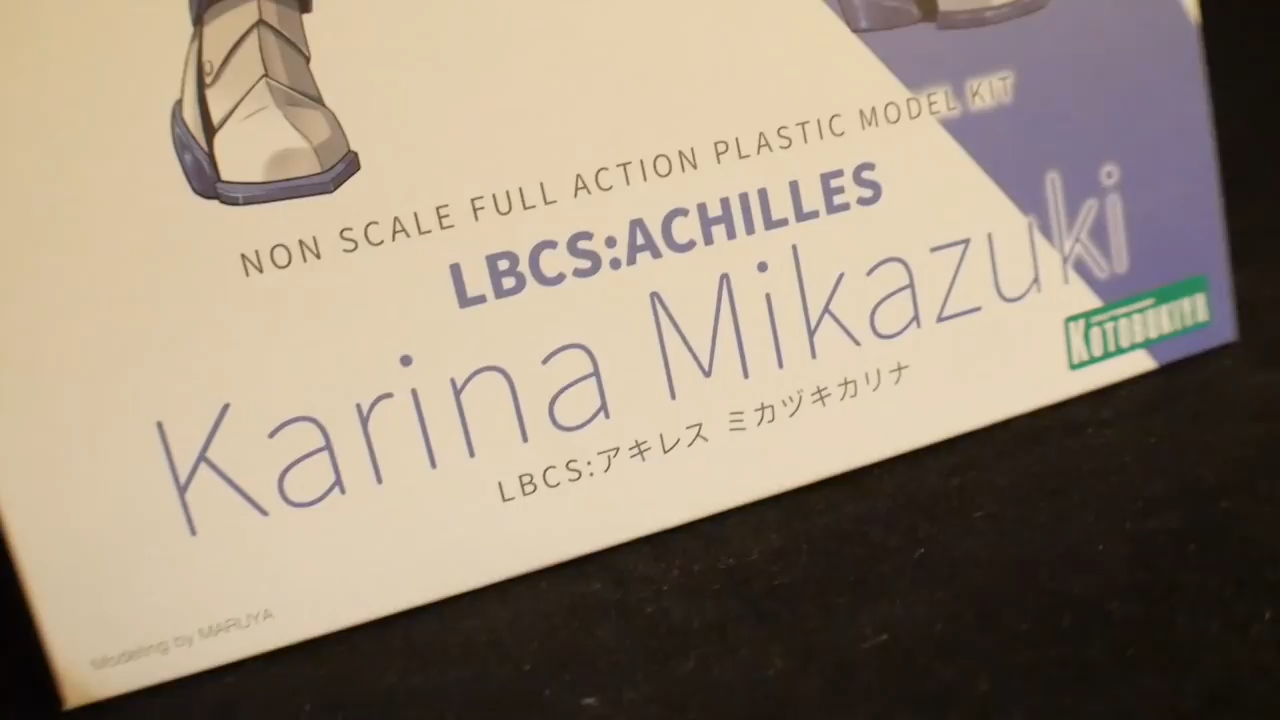 NON SCALE FULL ACTION PLASTIC MODEL KIT
LBCS:ACHILLES
Karina Mikazuki
LBCS:アキレス ミカヅキカリナ
KOTOBUKIYA
Modeling by MARUYA